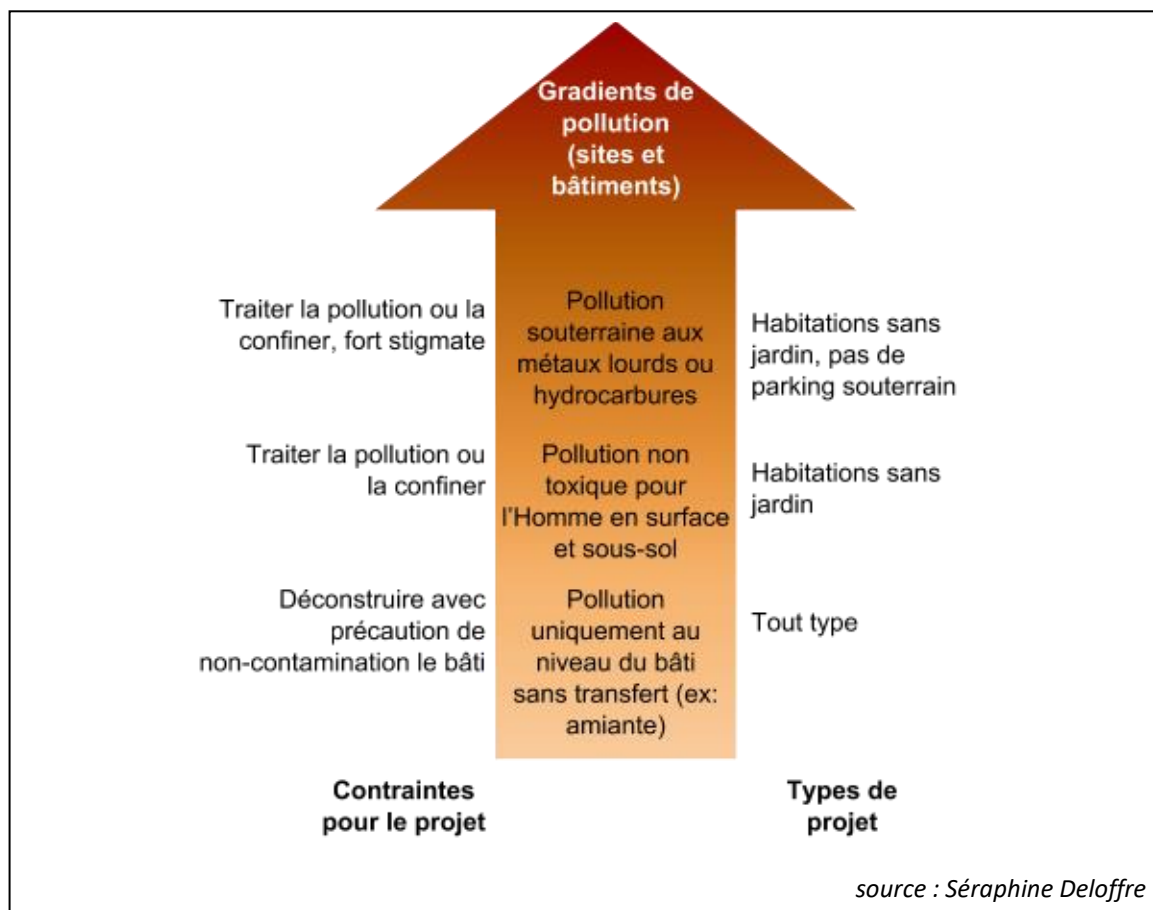 Gradients de
pollution
(sites et
bâtiments)
Traiter la pollution ou la
confiner, fort stigmate
Pollution
souterraine aux
métaux lourds ou
hydrocarbures
Habitations sans
jardin, pas de
parking souterrain
Traiter la pollution ou
la confiner
Pollution non
toxique pour
l'Homme en surface
et sous-sol
Habitations sans
jardin
Déconstruire avec
précaution de
non-contamination le bâti
Pollution
uniquement au
niveau du bâti
sans transfert (ex:
amiante)
Tout type
Contraintes
pour le projet
Types de
projet
source : Séraphine Deloffre